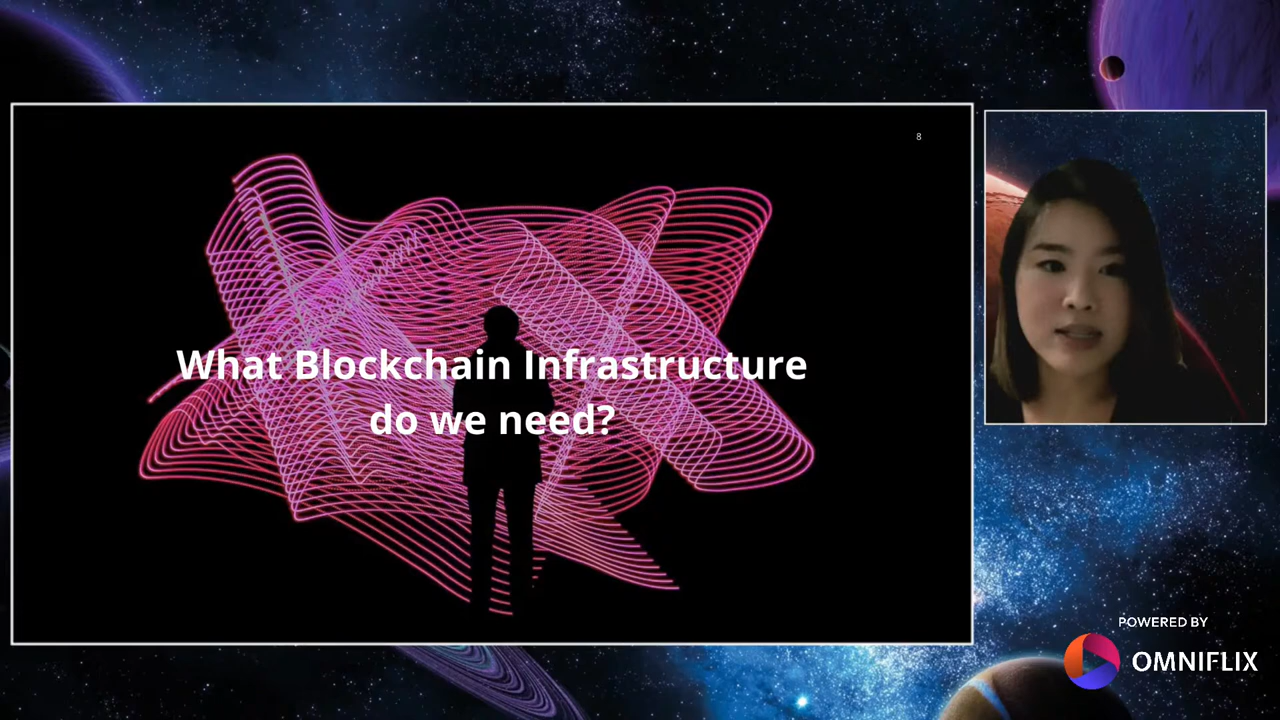 8
What Blockchain Infrastructure
do we need?
POWERED BY
OMNIFLIX